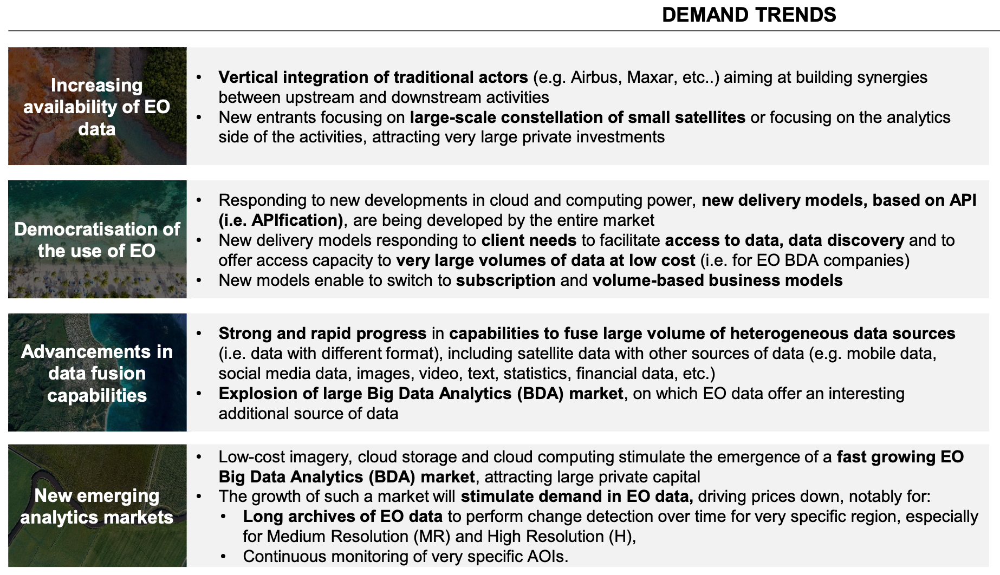 DEMAND TRENDS
Increasing
availability of EO
data
• Vertical integration of traditional actors (e.g. Airbus, Maxar, etc..) aiming at building synergies
between upstream and downstream activities
• New entrants focusing on large-scale constellation of small satellites or focusing on the analytics
side of the activities, attracting very large private investments
Democratisation of
the use of EO
• Responding to new developments in cloud and computing power, new delivery models, based on API
(i.e. APIfication), are being developed by the entire market
• New delivery models responding to client needs to facilitate access to data, data discovery and to
offer access capacity to very large volumes of data at low cost (i.e. for EO BDA companies)
• New models enable to switch to subscription and volume-based business models
Advancements in
data fusion
capabilities
• Strong and rapid progress in capabilities to fuse large volume of heterogeneous data sources
(i.e. data with different format), including satellite data with other sources of data (e.g. mobile data,
social media data, images, video, text, statistics, financial data, etc.)
• Explosion of large Big Data Analytics (BDA) market, on which EO data offer an interesting
additional source of data
New emerging
analytics markets
• Low-cost imagery, cloud storage and cloud computing stimulate the emergence of a fast growing EO
Big Data Analytics (BDA) market, attracting large private capital
• The growth of such a market will stimulate demand in EO data, driving prices down, notably for:
• Long archives of EO data to perform change detection over time for very specific region, especially
for Medium Resolution (MR) and High Resolution (H),
• Continuous monitoring of very specific AOIs.